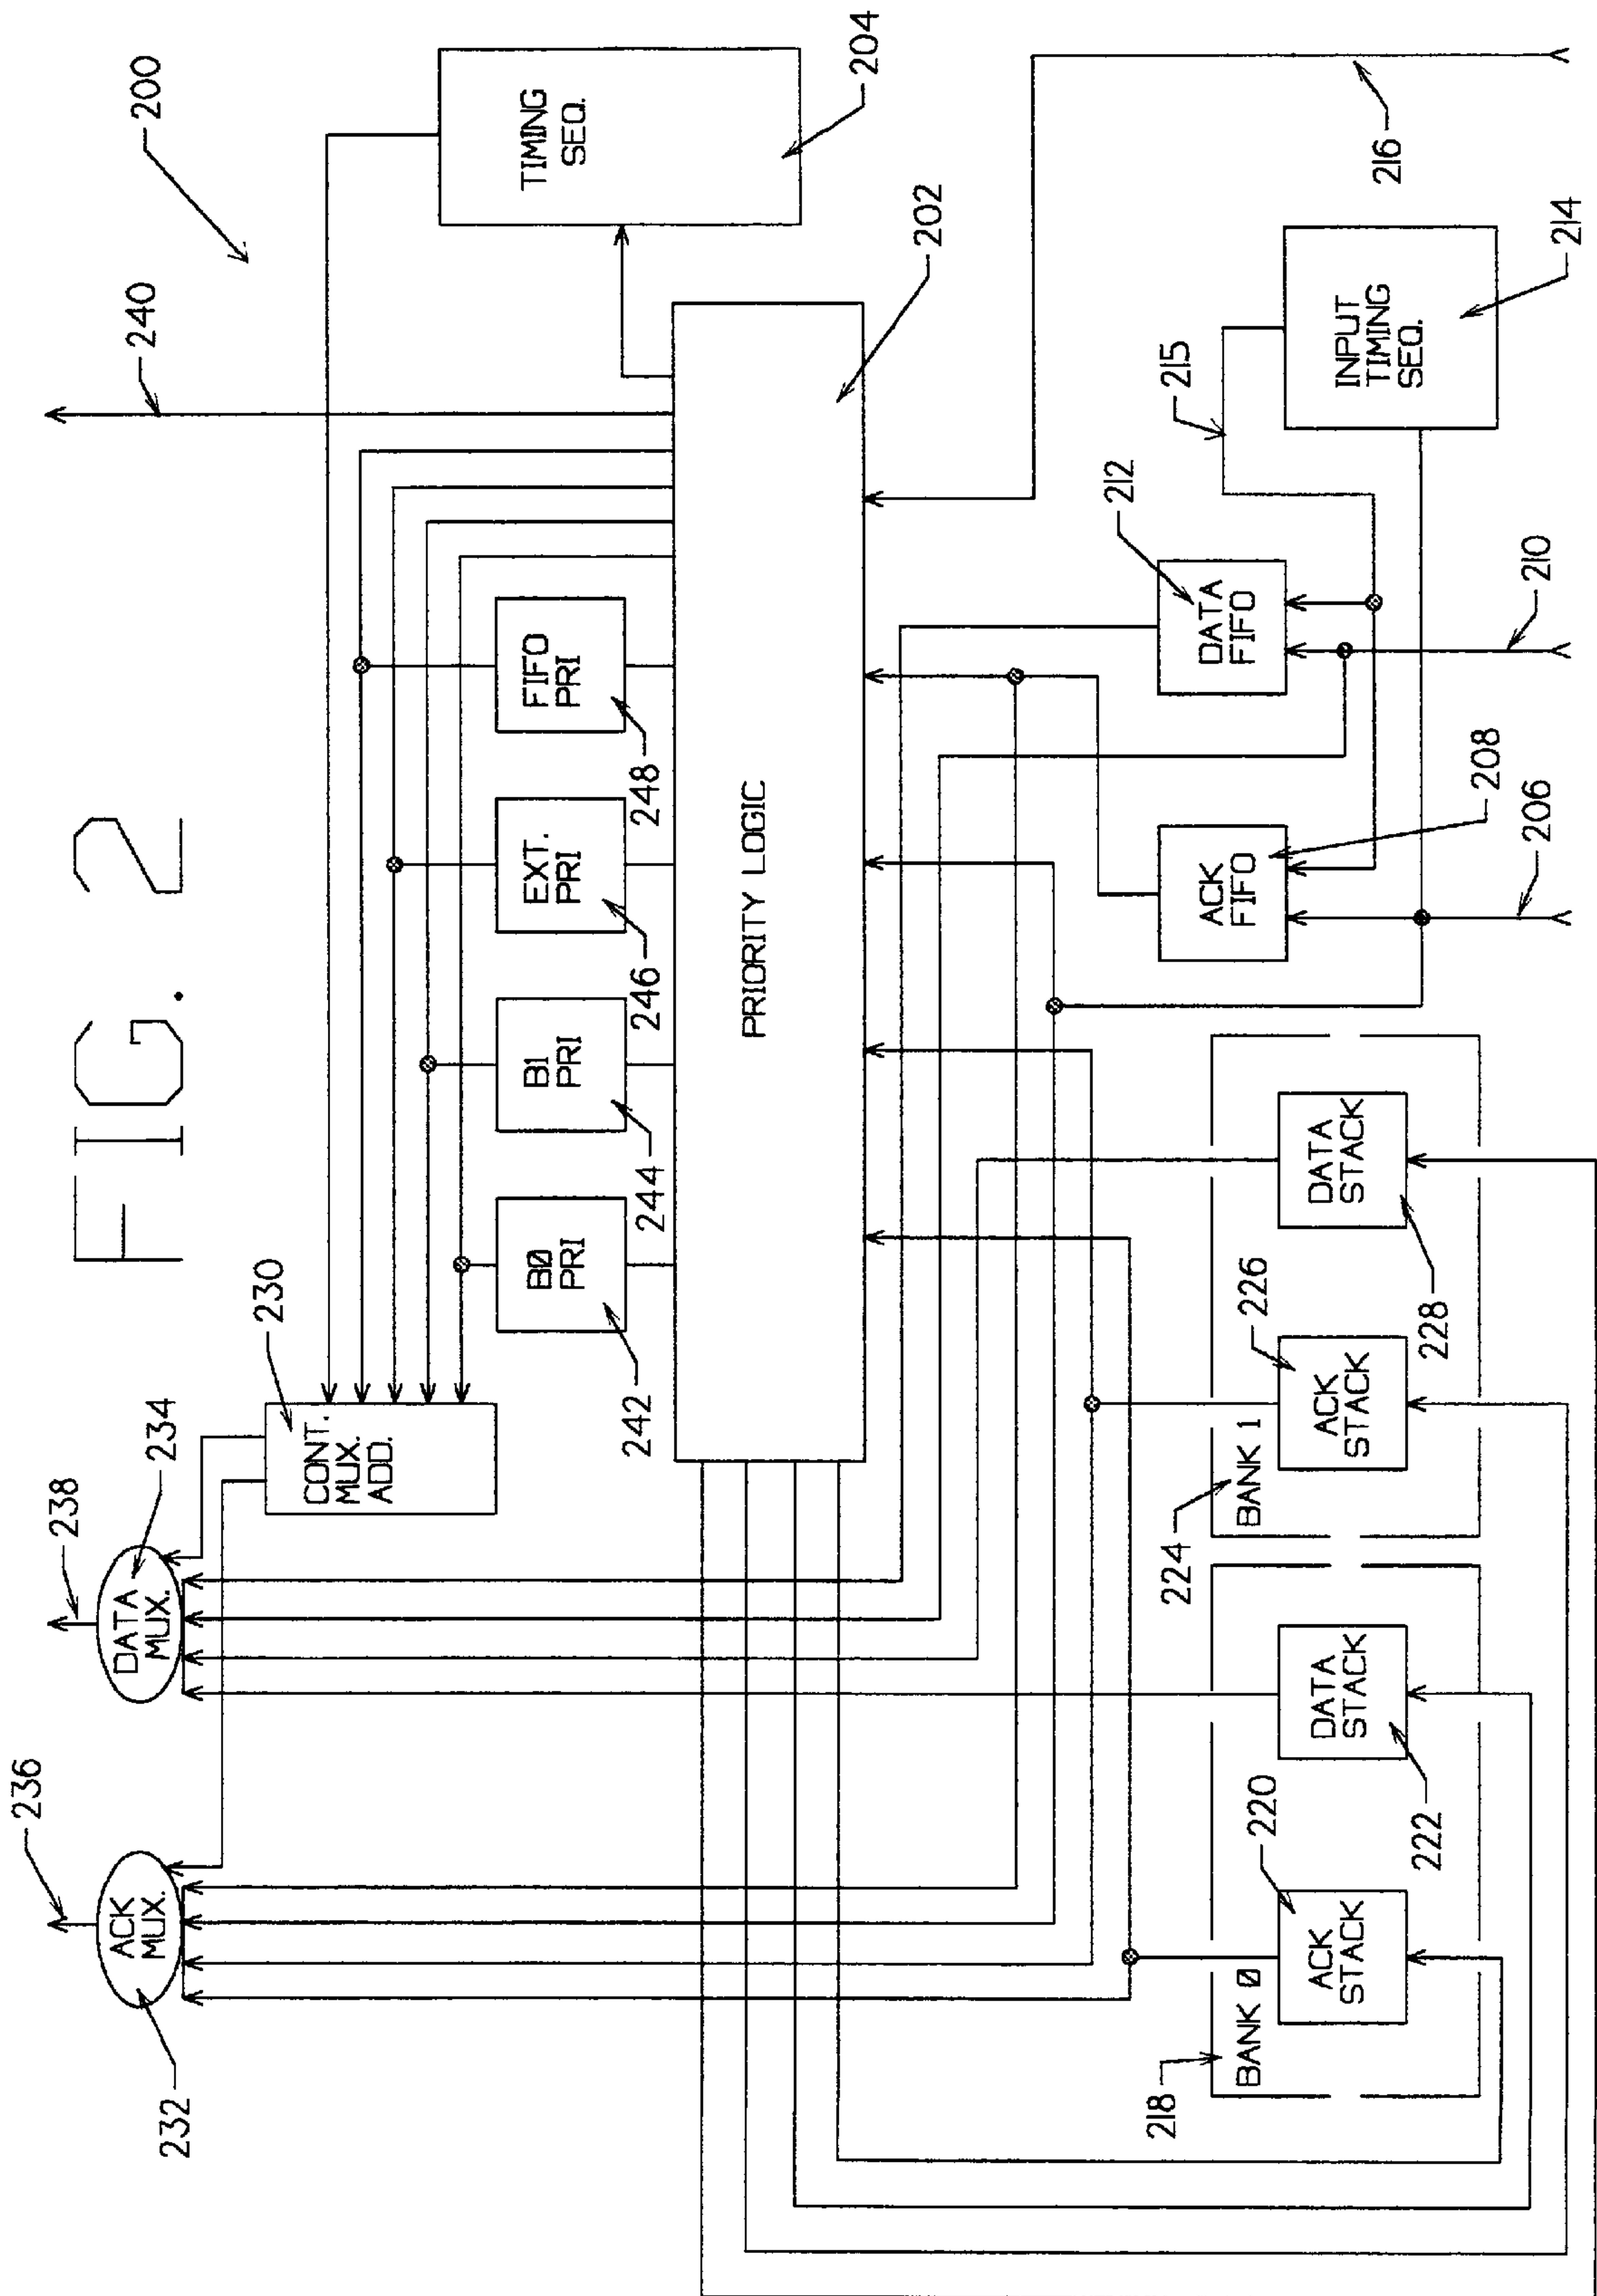 FIG. 2
236
238
240
200
ACK
MUX.
232
DATA
MUX.
234
CONT.
MUX.
ADD.
230
TIMING
SEQ.
204
B0
PRI
242
B1
PRI
244
EXT.
PRI
246
FIFO
PRI
248
PRIORITY LOGIC
202
218
BANK 0
ACK
STACK
220
DATA
STACK
222
224
BANK 1
ACK
STACK
226
DATA
STACK
228
ACK
FIFO
208
206
DATA
FIFO
212
210
215
INPUT
TIMING
SEQ.
214
216